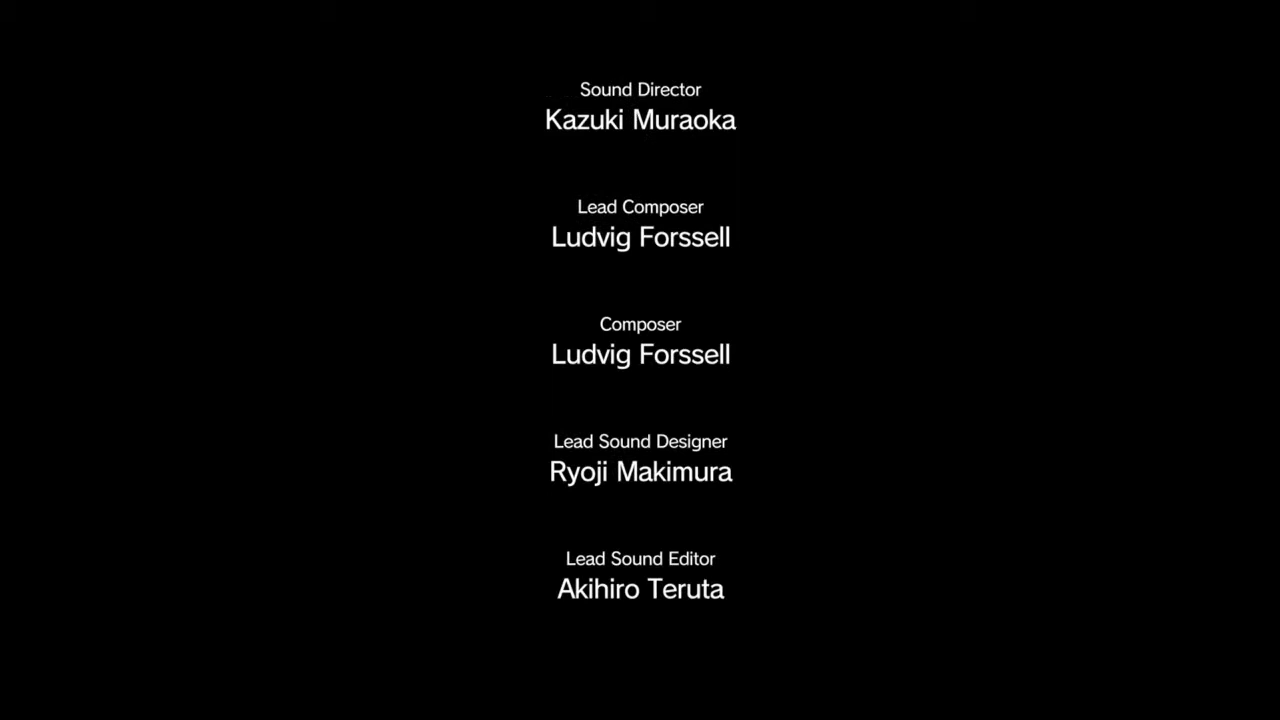 Sound Director
Kazuki Muraoka
Lead Composer
Ludvig Forssell
Composer
Ludvig Forssell
Lead Sound Designer
Ryoji Makimura
Lead Sound Editor
Akihiro Teruta